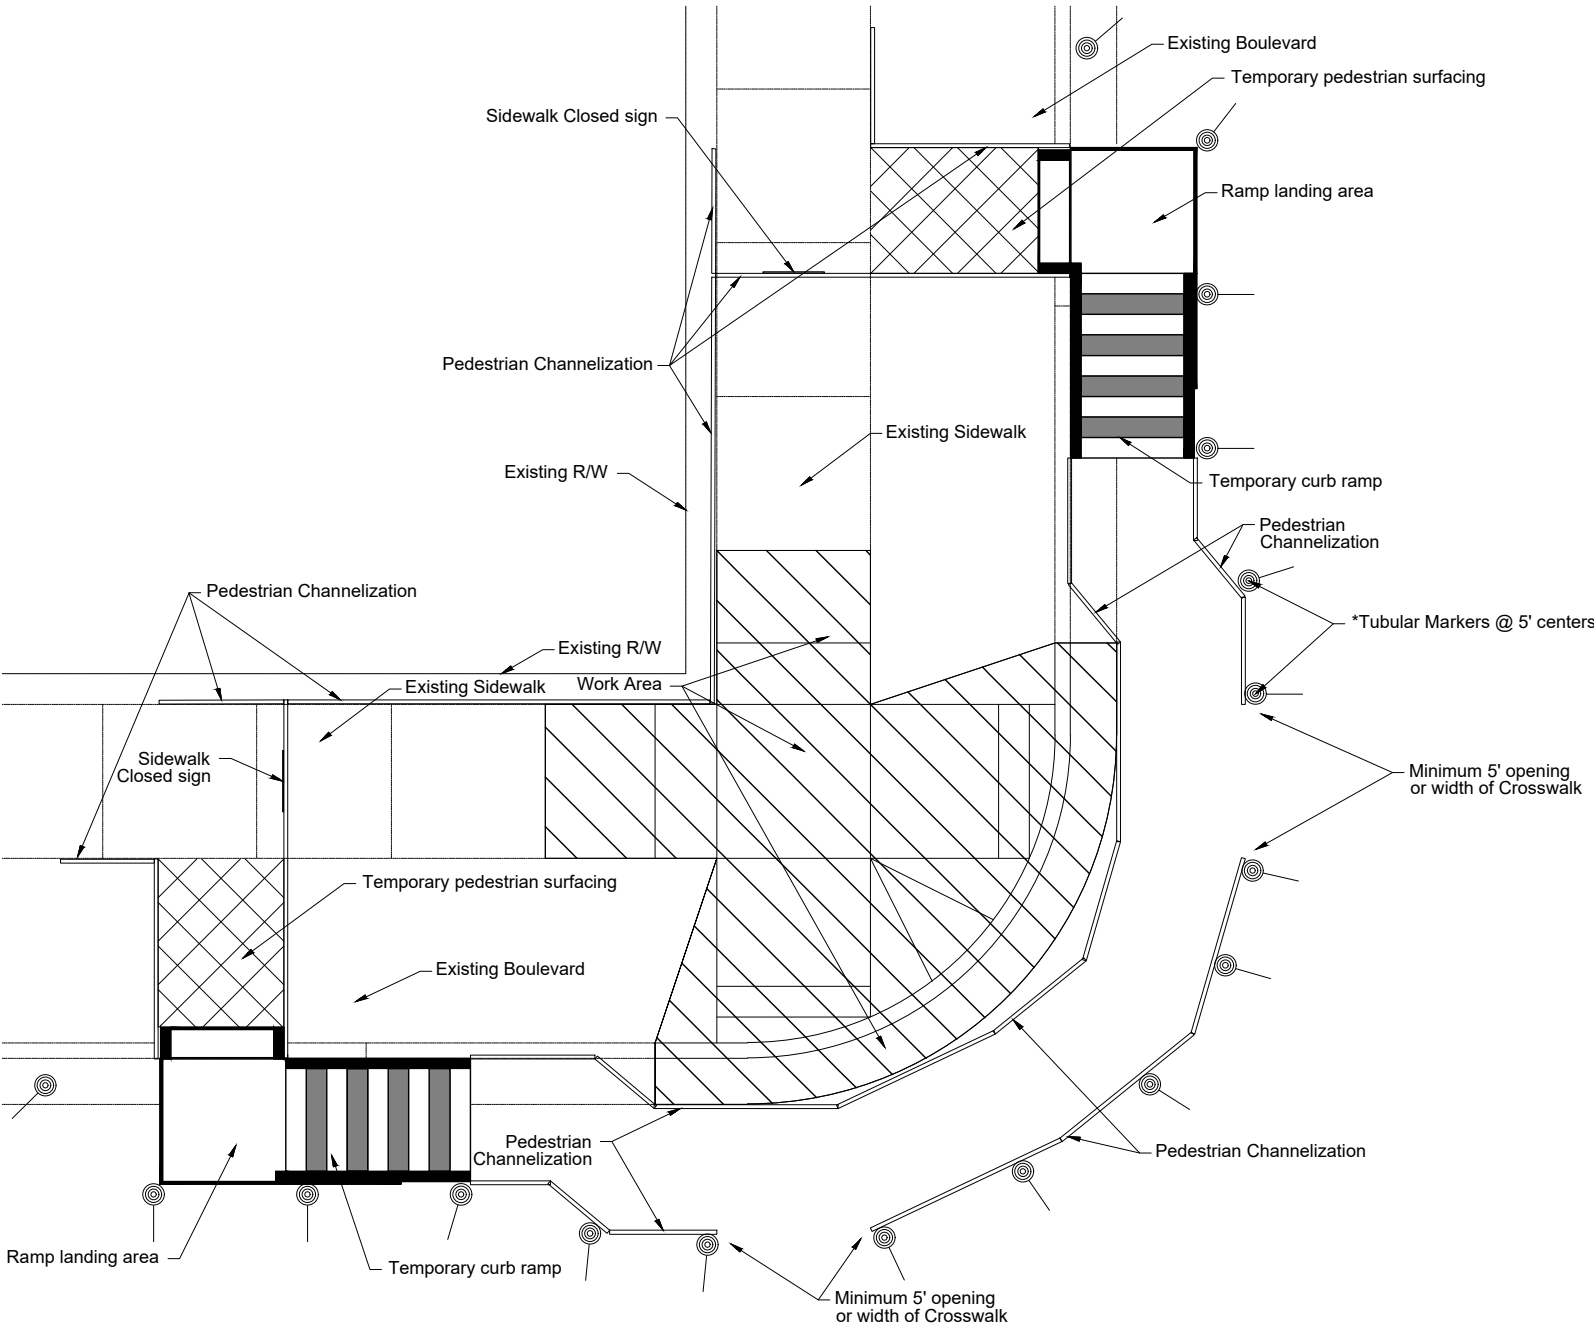 Existing Boulevard
Temporary pedestrian surfacing
Sidewalk Closed sign
Ramp landing area
Pedestrian Channelization
Existing Sidewalk
Existing R/W
Temporary curb ramp
Pedestrian
Channelization
Pedestrian Channelization
*Tubular Markers @ 5' centers
Existing R/W
Existing Sidewalk
Work Area
Sidewalk
Closed sign
Minimum 5' opening
or width of Crosswalk
Temporary pedestrian surfacing
Existing Boulevard
Pedestrian
Channelization
Pedestrian Channelization
Ramp landing area
Temporary curb ramp
Minimum 5' opening
or width of Crosswalk